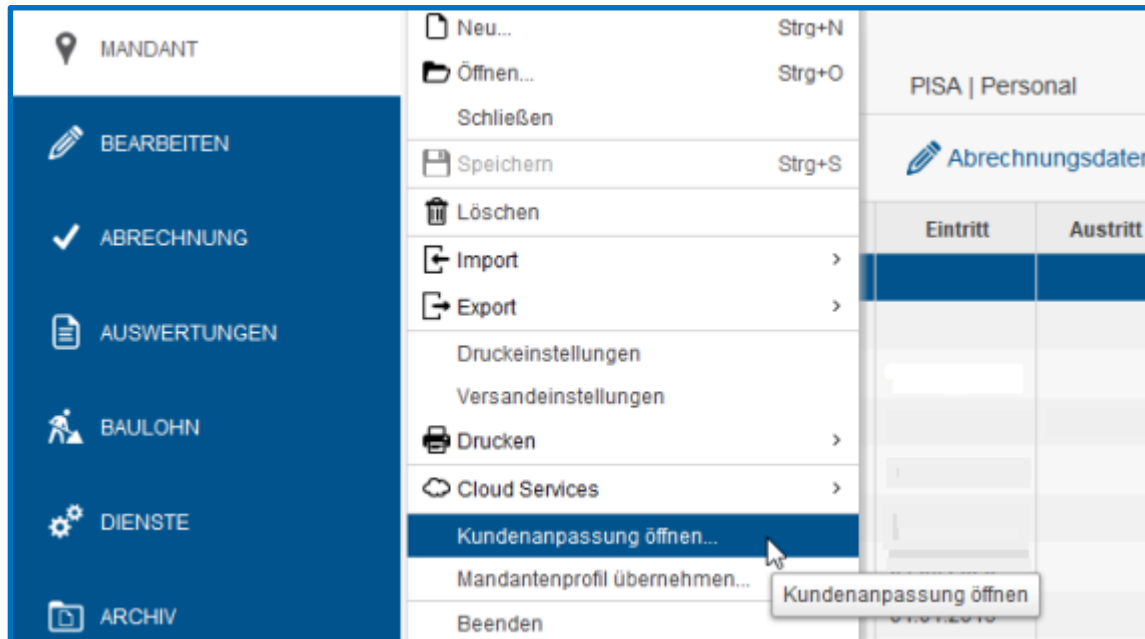 MANDANT
BEARBEITEN
ABRECHNUNG
AUSWERTUNGEN
BAULOHN
DIENSTE
ARCHIV
Neu... Strg+N
Öffnen... Strg+O
Schließen
Speichern Strg+S
Löschen
Import
Export
Druckeinstellungen
Versandeinstellungen
Drucken
Cloud Services
Kundenanpassung öffnen...
Mandantenprofil übernehmen...
Beenden
Kundenanpassung öffnen
PISA | Personal
Abrechnungsdaten
Eintritt Austritt